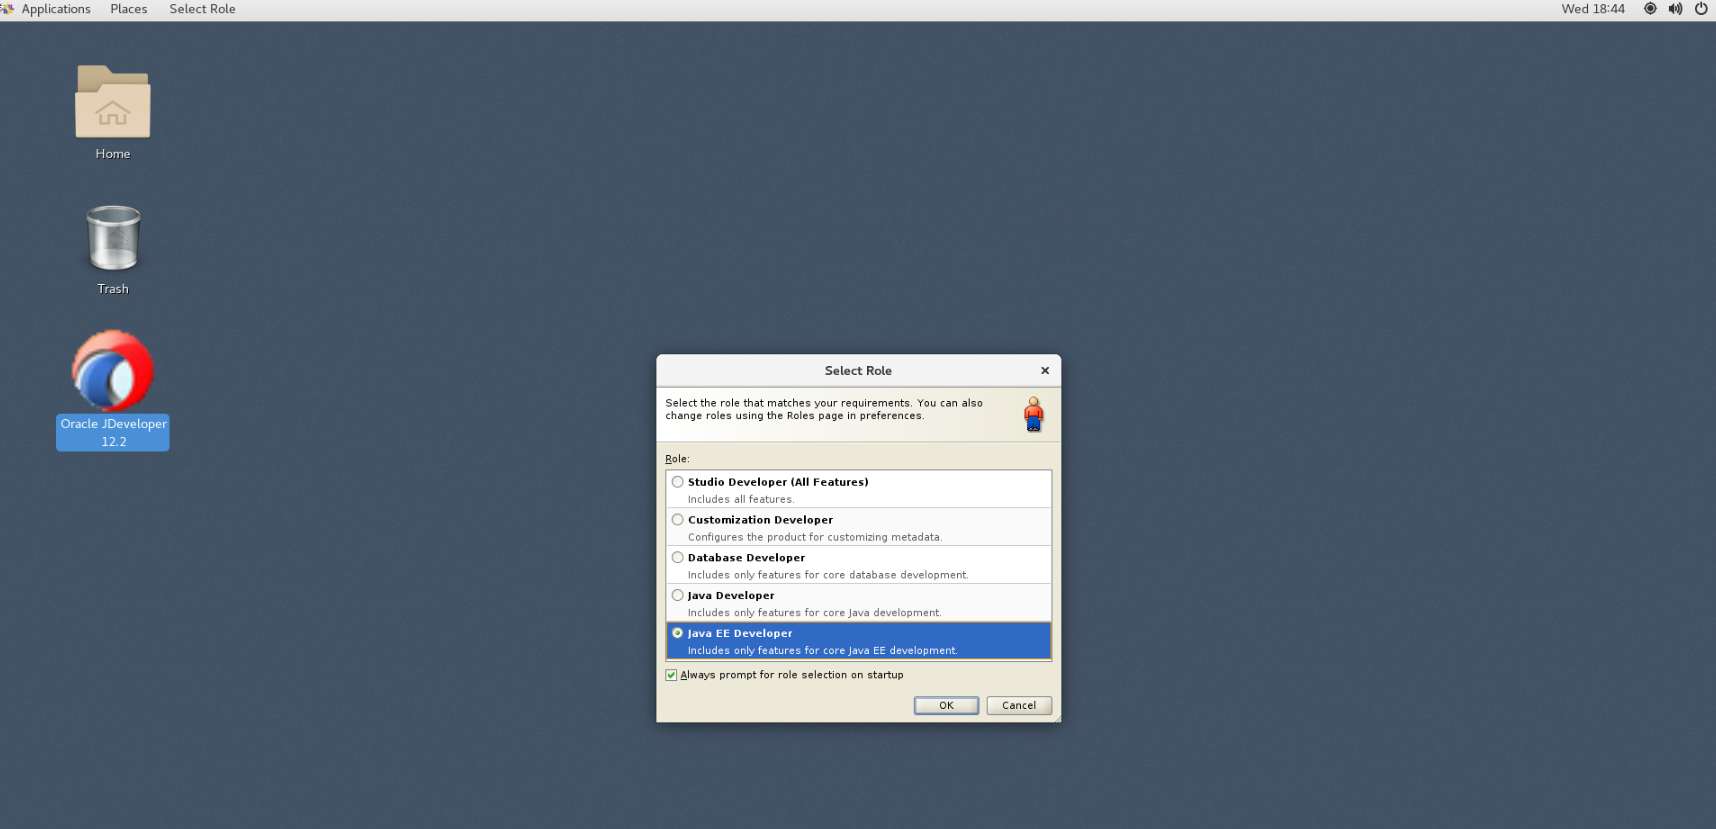 Applications Places Select Role Wed 18:44
Home
Trash
Oracle JDeveloper
12.2
Select Role
Select the role that matches your requirements. You can also
change roles using the Roles page in preferences.
Role:
Studio Developer (All Features)
Includes all features.
Customization Developer
Configures the product for customizing metadata.
Database Developer
Includes only features for core database development.
Java Developer
Includes only features for core Java development.
Java EE Developer
Includes only features for core Java EE development.
Always prompt for role selection on startup
OK Cancel